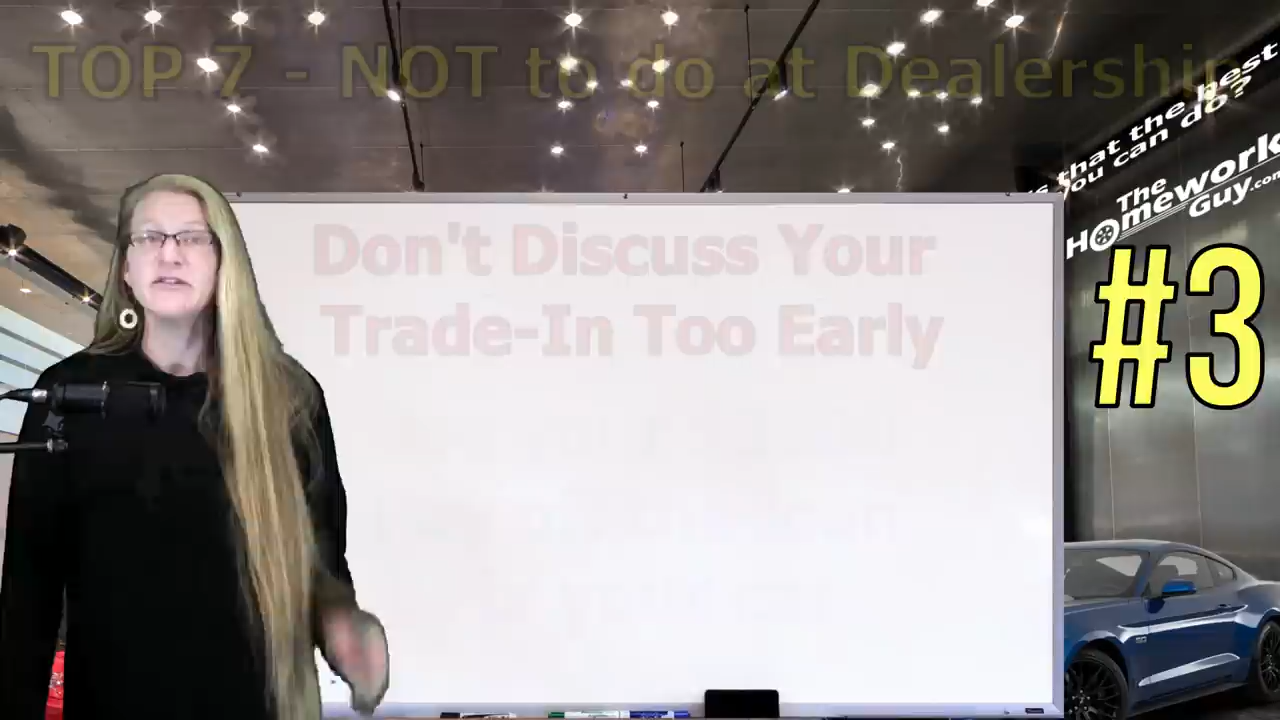 TOP 7 - NOT to do at Dealership
's that the best
you can do?
The
Homework
Guy.com
#3
Don't Discuss Your
Trade-In Too Early